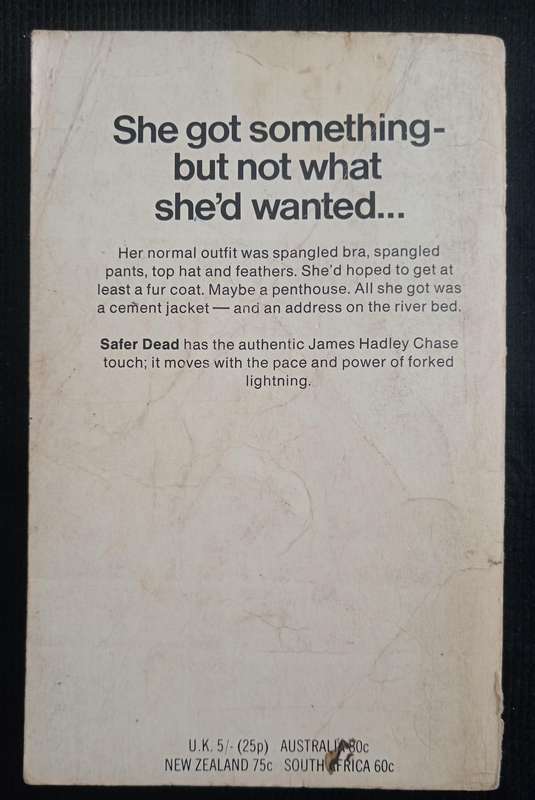 She got something-
but not what
she'd wanted...
Her normal outfit was spangled bra, spangled
pants, top hat and feathers. She'd hoped to get at
least a fur coat. Maybe a penthouse. All she got was
a cement jacket — and an address on the river bed.
Safer Dead has the authentic James Hadley Chase
touch; it moves with the pace and power of forked
lightning.
U.K. 5/- (25p) AUSTRALIA 80c
NEW ZEALAND 75c SOUTH AFRICA 60c